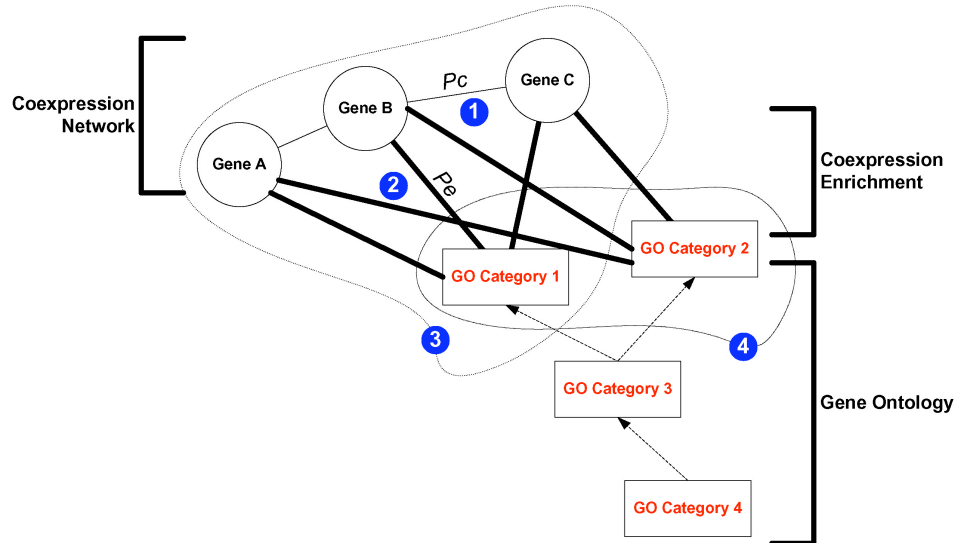 Pc
Gene C
Coexpression
Network
Gene B
1
Gene A
2
Pe
Coexpression
Enrichment
GO Category 2
GO Category 1
3
4
GO Category 3
Gene Ontology
GO Category 4